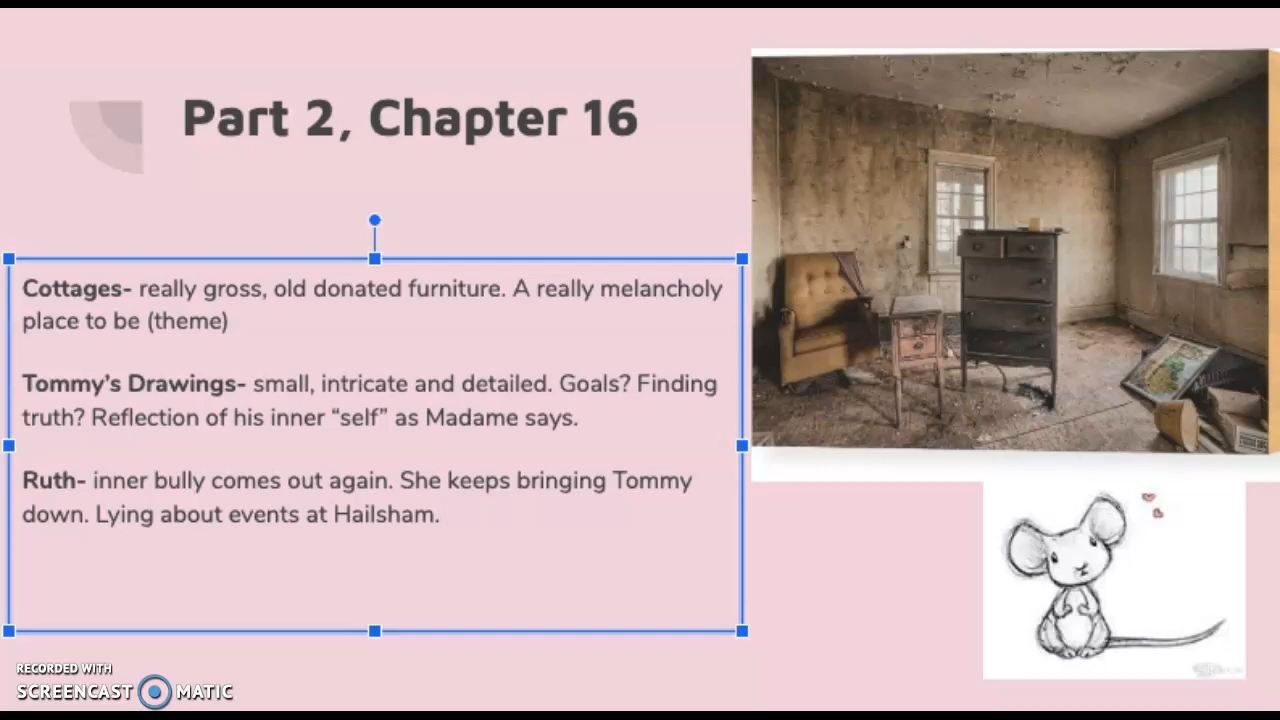 Part 2, Chapter 16
Cottages- really gross, old donated furniture. A really melancholy
place to be (theme)
Tommy’s Drawings- small, intricate and detailed. Goals? Finding
truth? Reflection of his inner “self” as Madame says.
Ruth- inner bully comes out again. She keeps bringing Tommy
down. Lying about events at Hailsham.
RECORDED WITH
SCREENCAST MATIC